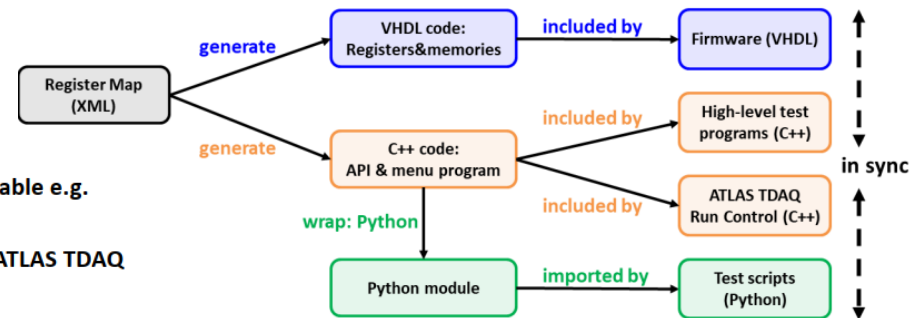 VHDL code:
Registers&memories
generate
included by
Firmware (VHDL)
Register Map
(XML)
High-level test
programs (C++)
included by
generate
C++ code:
API & menu program
in sync
able e.g.
included by
ATLAS TDAQ
Run Control (C++)
wrap: Python
ATLAS TDAQ
Python module
imported by
Test scripts
(Python)